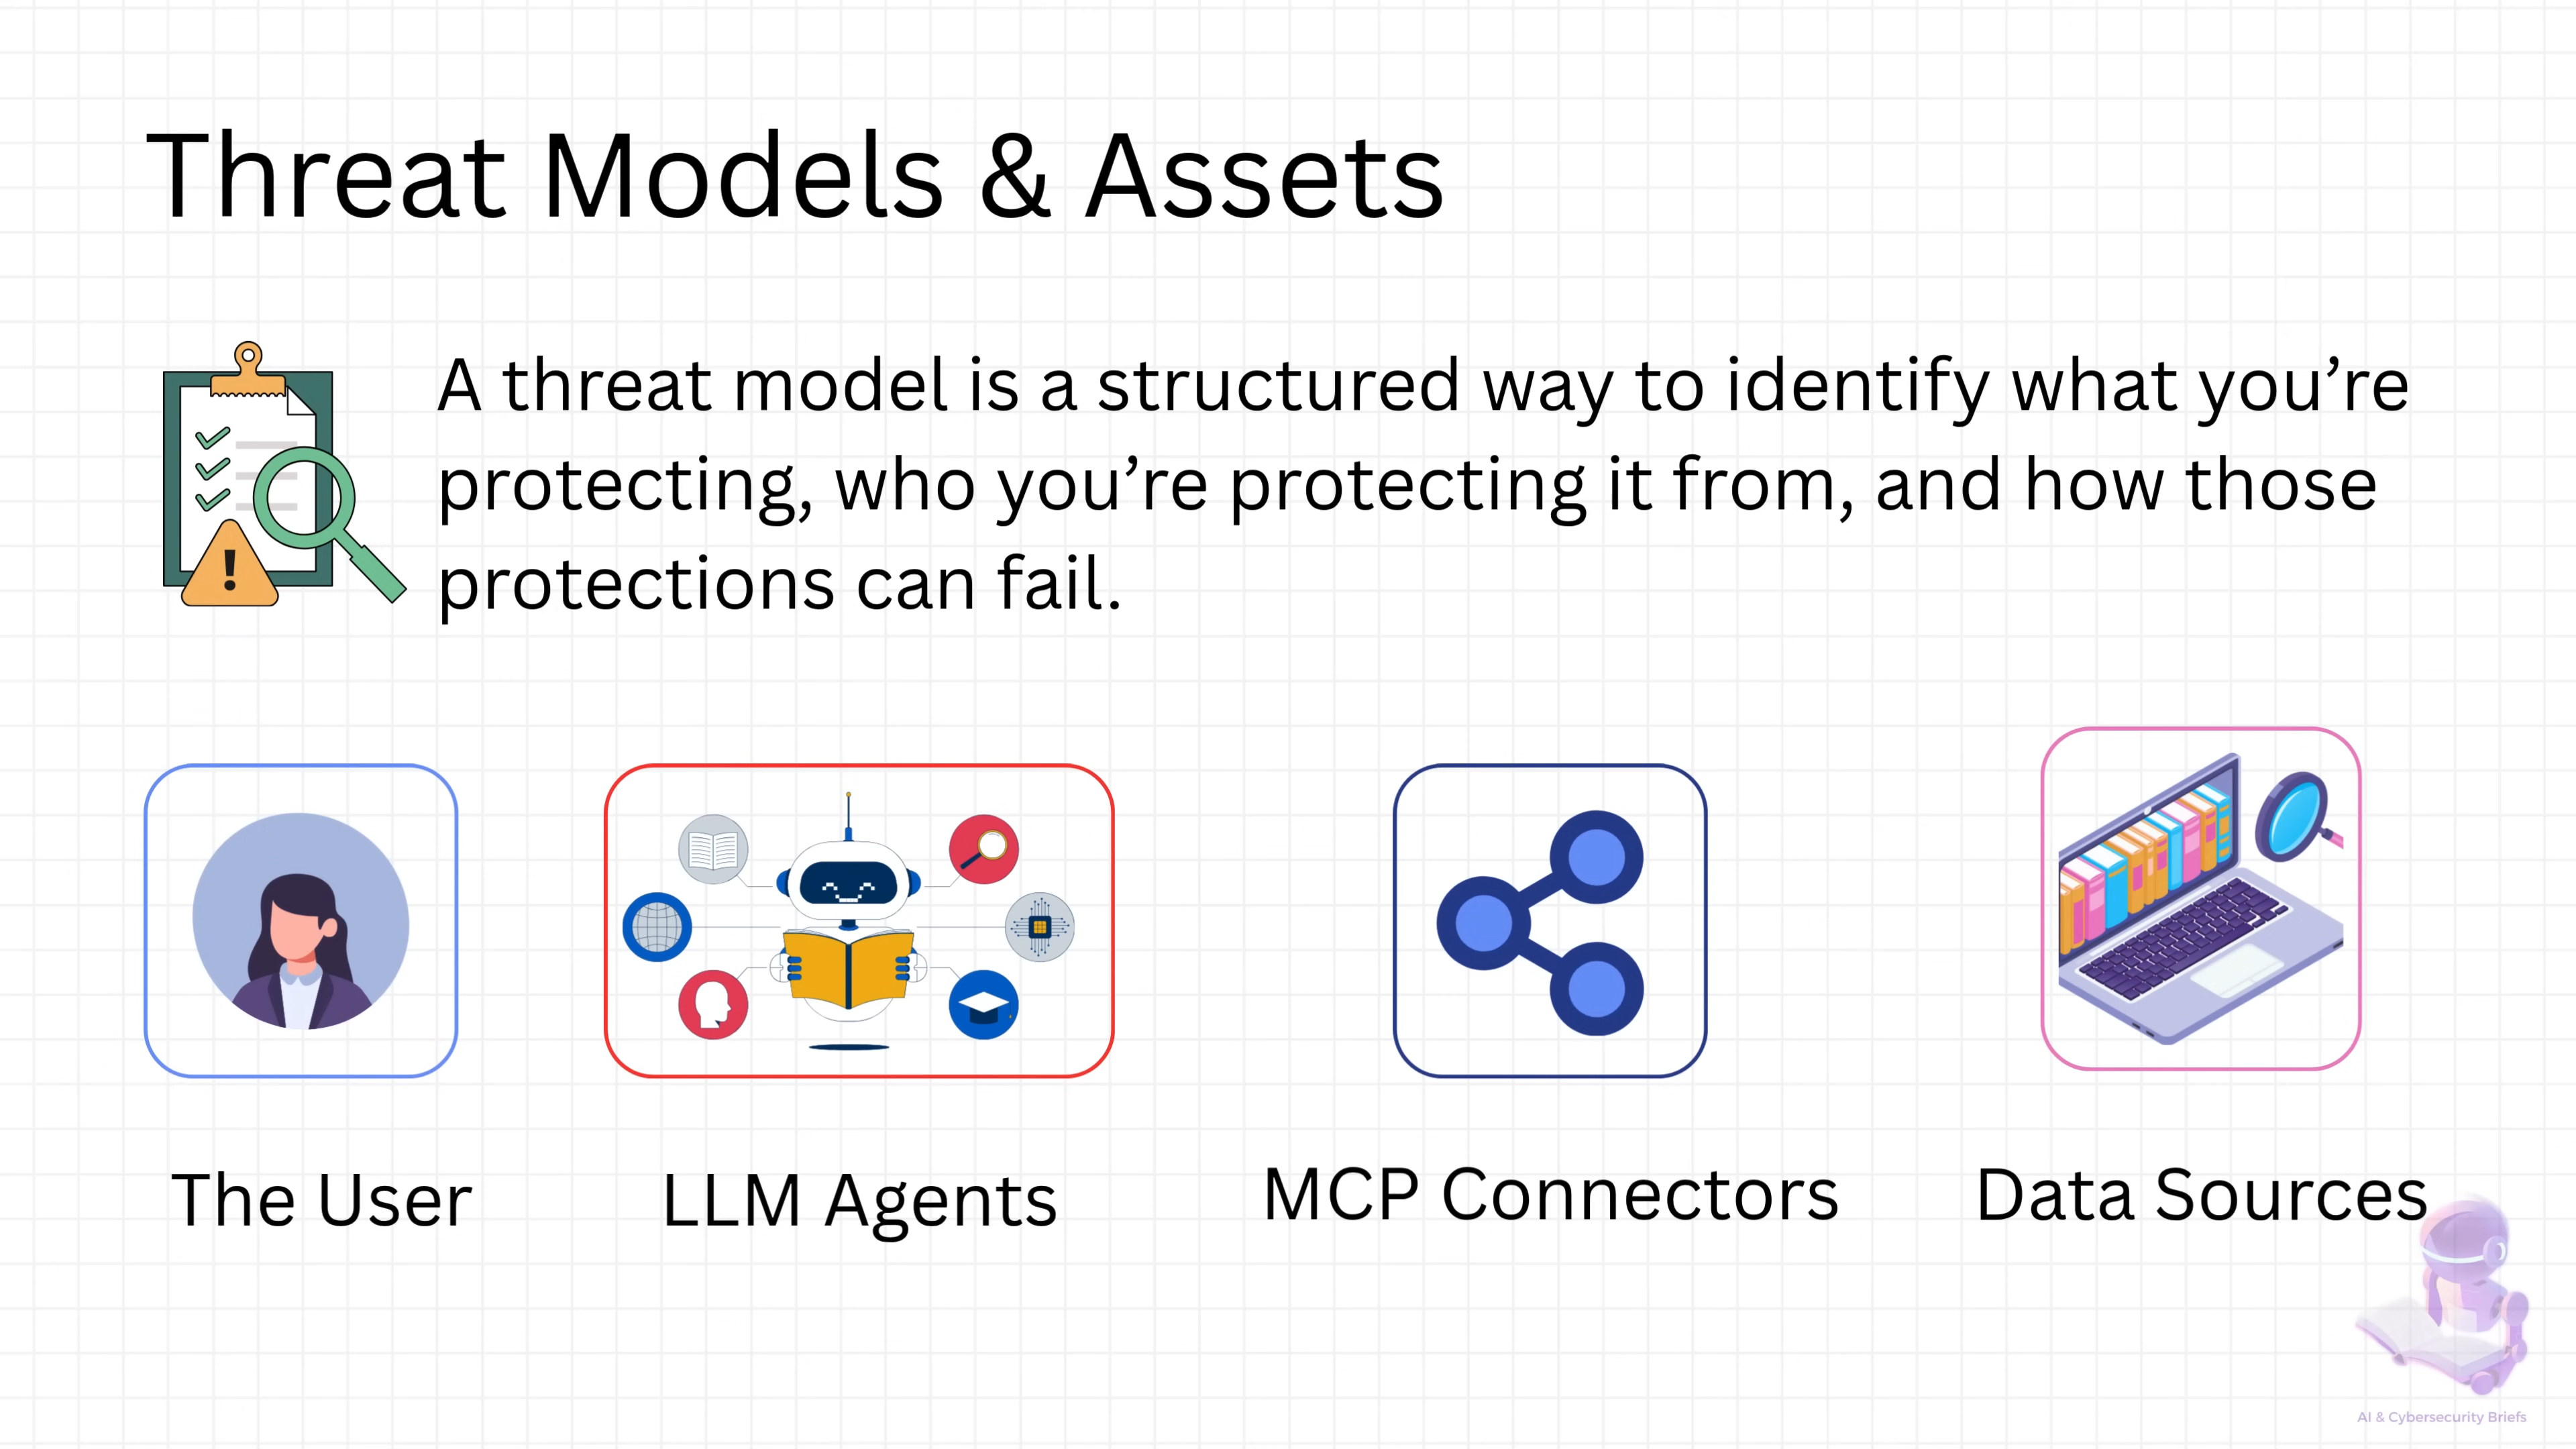 Threat Models & Assets
A threat model is a structured way to identify what you’re
protecting, who you’re protecting it from, and how those
protections can fail.
The User
LLM Agents
MCP Connectors
Data Sources
AI & Cybersecurity Briefs